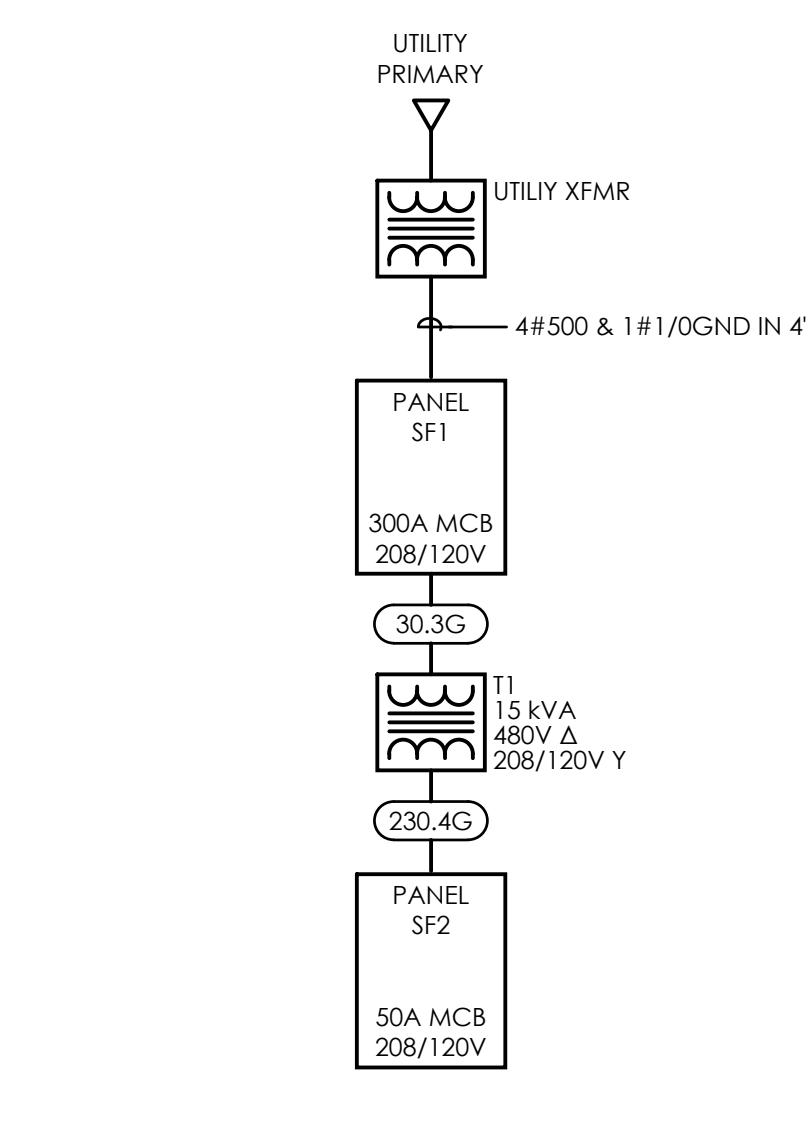 UTILITY
PRIMARY
UTILIY XFMR
4#500 & 1#1/0GND IN 4'
PANEL
SF1
300A MCB
208/120V
30.3G
T1
15 kVA
480V Δ
208/120V Y
230.4G
PANEL
SF2
50A MCB
208/120V